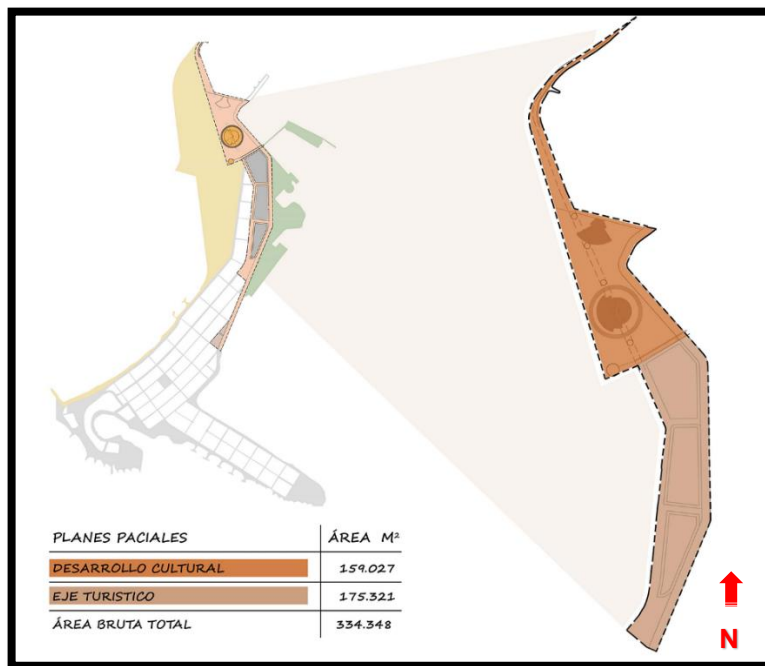 PLANES PACIALES ÁREA M²
DESARROLLO CULTURAL 159.027
EJE TURISTICO 175.321
ÁREA BRUTA TOTAL 334.348
N